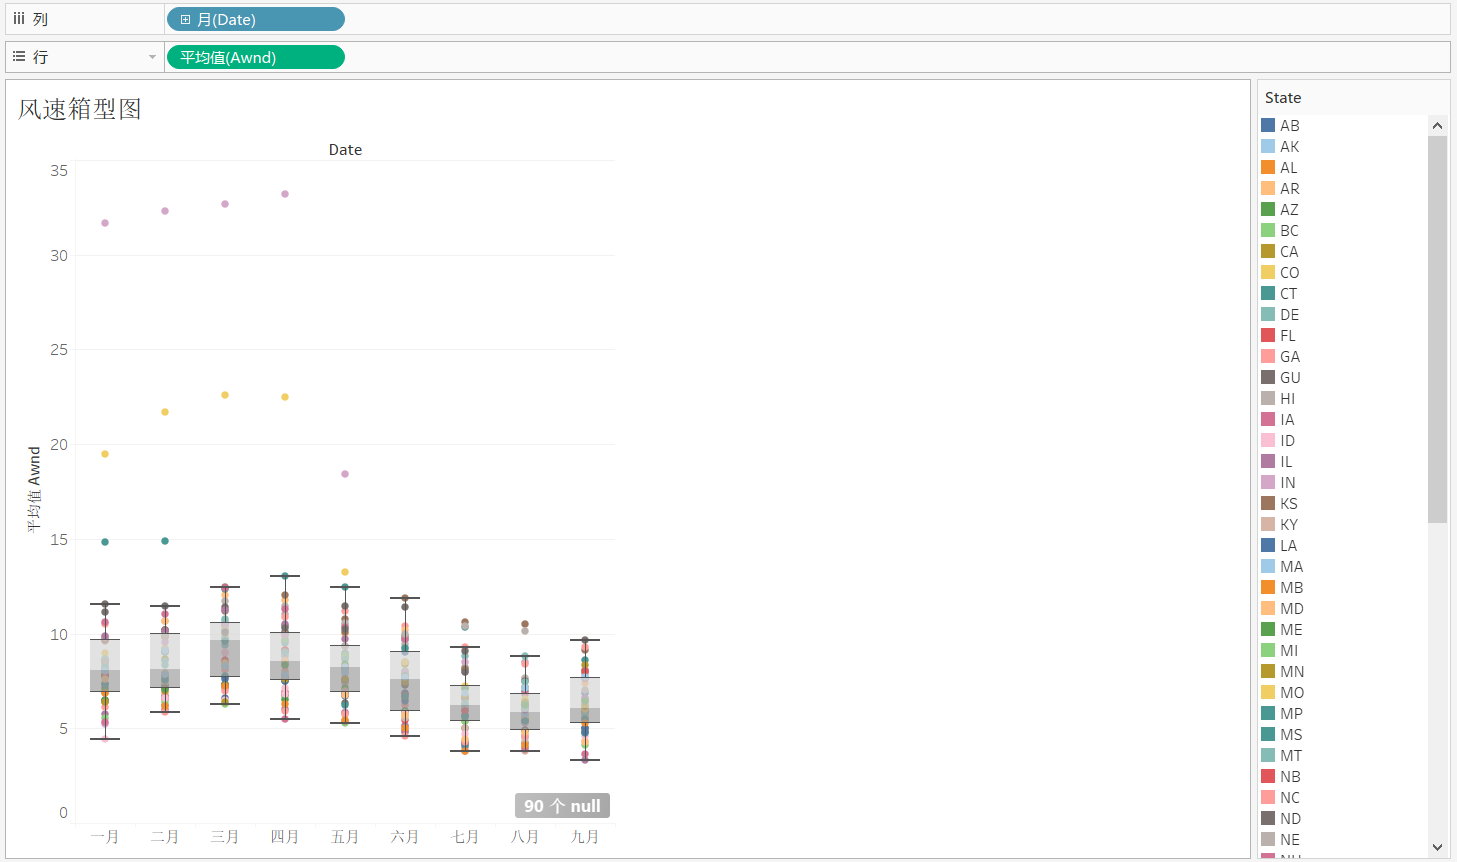 列
月(Date)
行
平均值(Awnd)
风速箱型图
Date
35
30
25
20
15
10
5
0
平均值 Awnd
一月 二月 三月 四月 五月 六月 七月 八月 九月
90 个 null
State
AB
AK
AL
AR
AZ
BC
CA
CO
CT
DE
FL
GA
GU
HI
IA
ID
IL
IN
KS
KY
LA
MA
MB
MD
ME
MI
MN
MO
MP
MS
MT
NB
NC
ND
NE